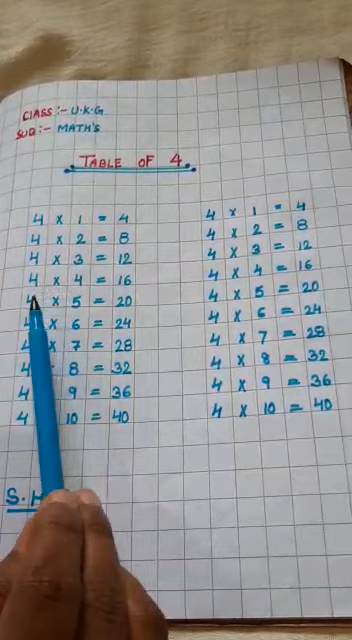 CLASS :- U.K.G
SUB :- MATH'S
TABLE OF 4
4 x 1 = 4
4 x 2 = 8
4 x 3 = 12
4 x 4 = 16
4 x 5 = 20
4 x 6 = 24
4 x 7 = 28
4 x 8 = 32
4 x 9 = 36
4 x 10 = 40
4 x 1 = 4
4 x 2 = 8
4 x 3 = 12
4 x 4 = 16
4 x 5 = 20
4 x 6 = 24
4 x 7 = 28
4 x 8 = 32
4 x 9 = 36
4 x 10 = 40